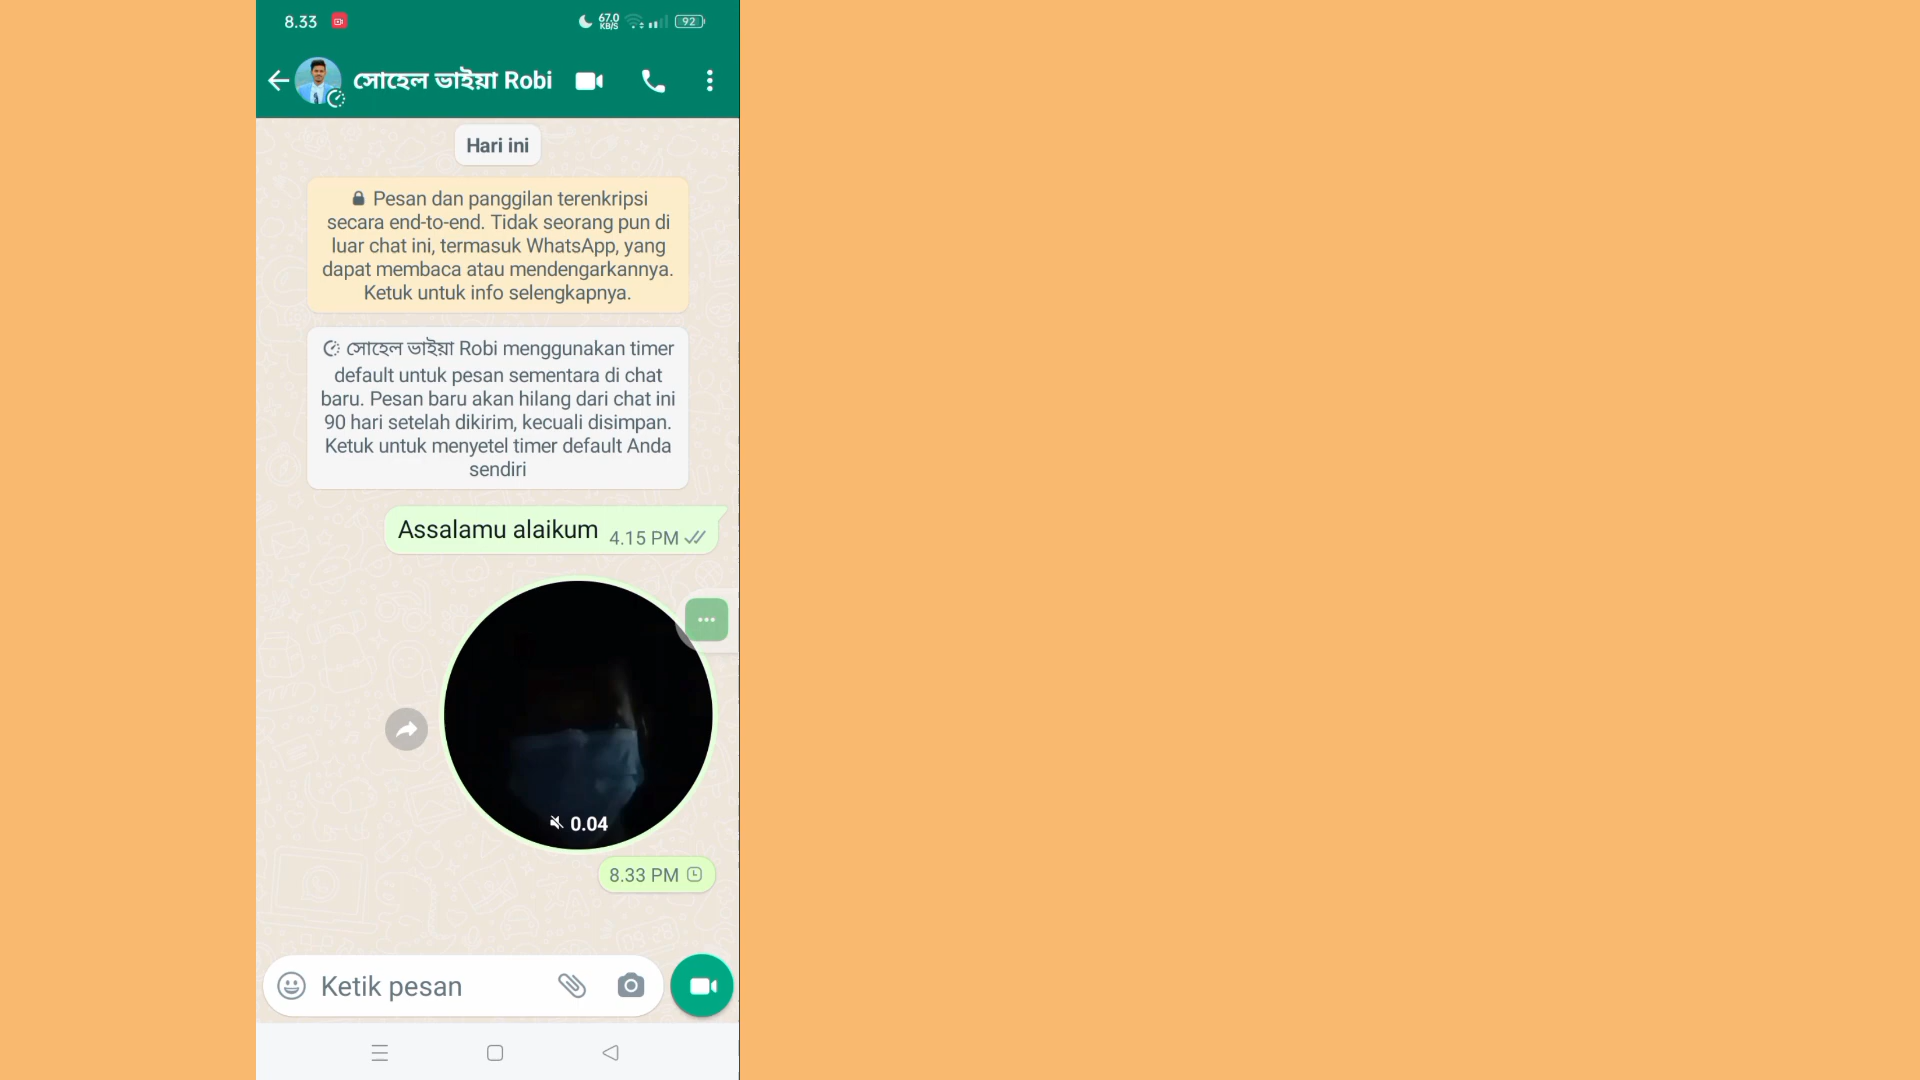 8.33
67.0
KB/S
92
সোহেল ভাইয়া Robi
Hari ini
Pesan dan panggilan terenkripsi
secara end-to-end. Tidak seorang pun di
luar chat ini, termasuk WhatsApp, yang
dapat membaca atau mendengarkannya.
Ketuk untuk info selengkapnya.
সোহেল ভাইয়া Robi menggunakan timer
default untuk pesan sementara di chat
baru. Pesan baru akan hilang dari chat ini
90 hari setelah dikirim, kecuali disimpan.
Ketuk untuk menyetel timer default Anda
sendiri
Assalamu alaikum 4.15 PM
0.04
8.33 PM
Ketik pesan